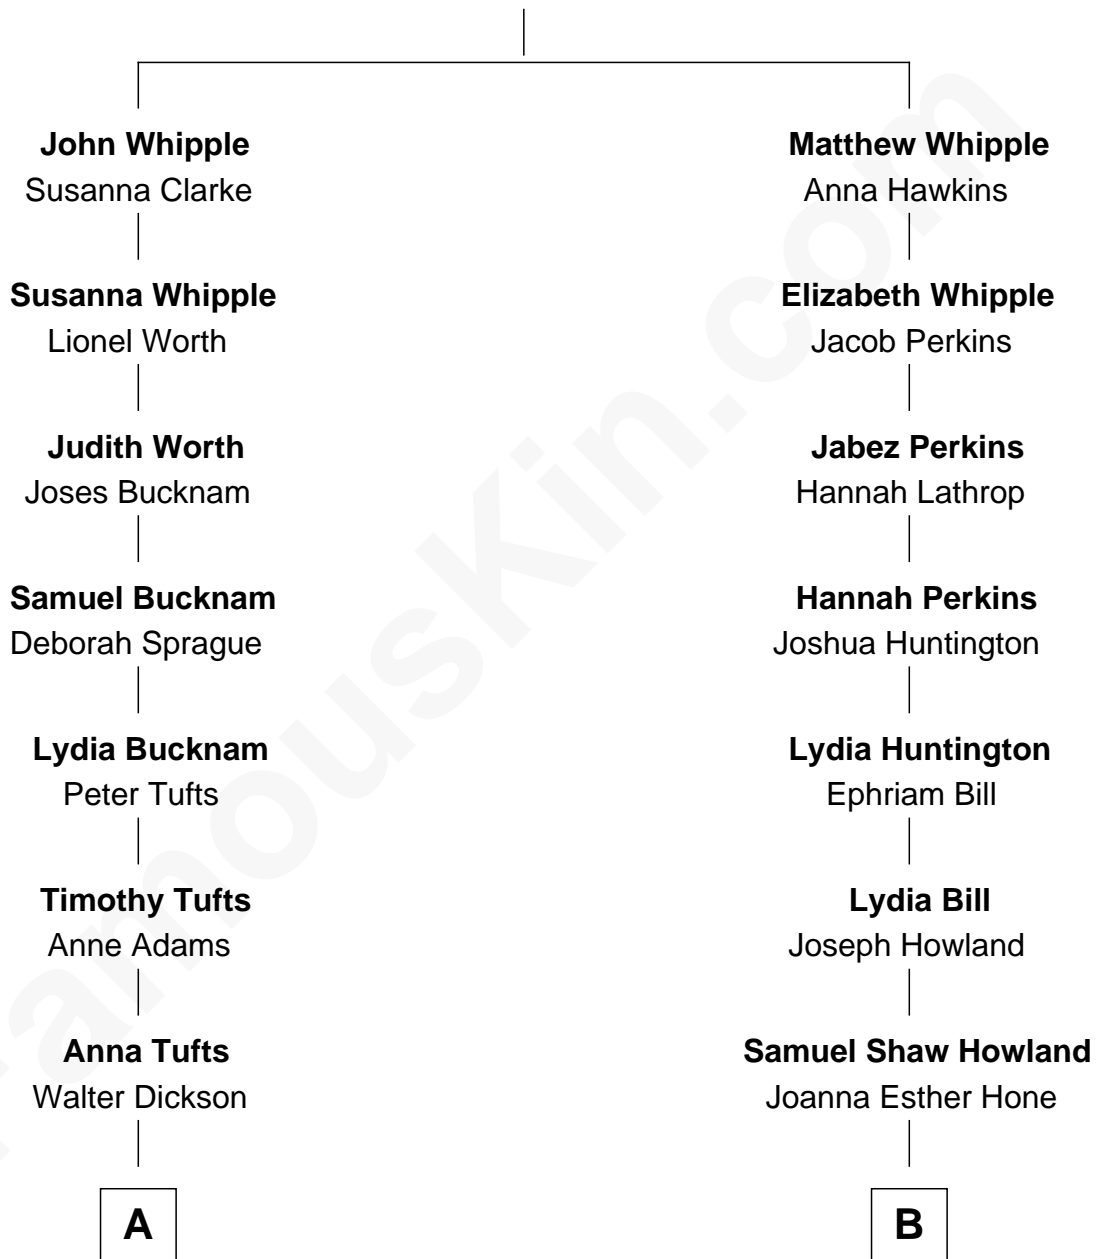 John Whipple
Susanna Clarke
Susanna Whipple
Lionel Worth
Judith Worth
Joses Bucknam
Samuel Bucknam
Deborah Sprague
Lydia Bucknam
Peter Tufts
Timothy Tufts
Anne Adams
Anna Tufts
Walter Dickson
A
Matthew Whipple
Anna Hawkins
Elizabeth Whipple
Jacob Perkins
Jabez Perkins
Hannah Lathrop
Hannah Perkins
Joshua Huntington
Lydia Huntington
Ephriam Bill
Lydia Bill
Joseph Howland
Samuel Shaw Howland
Joanna Esther Hone
B
FamousKin.com